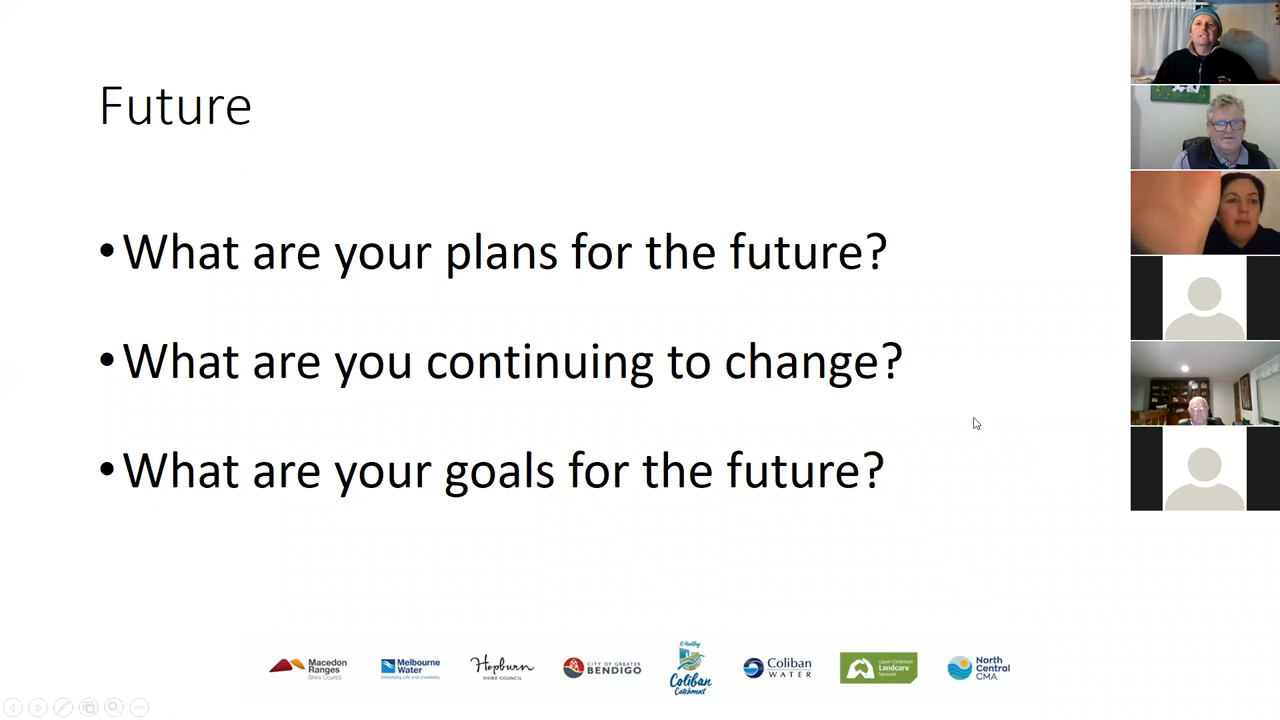 Future
•What are your plans for the future?
•What are you continuing to change?
•What are your goals for the future?
Macedon
Ranges
Shire Council
Melbourne
Water
Enhancing Life and Liveability
Hepburn
SHIRE COUNCIL
CITY OF GREATER
BENDIGO
A Healthy
Coliban
Catchment
Coliban
WATER
Upper Campaspe
Landcare
Network
North
Central
CMA